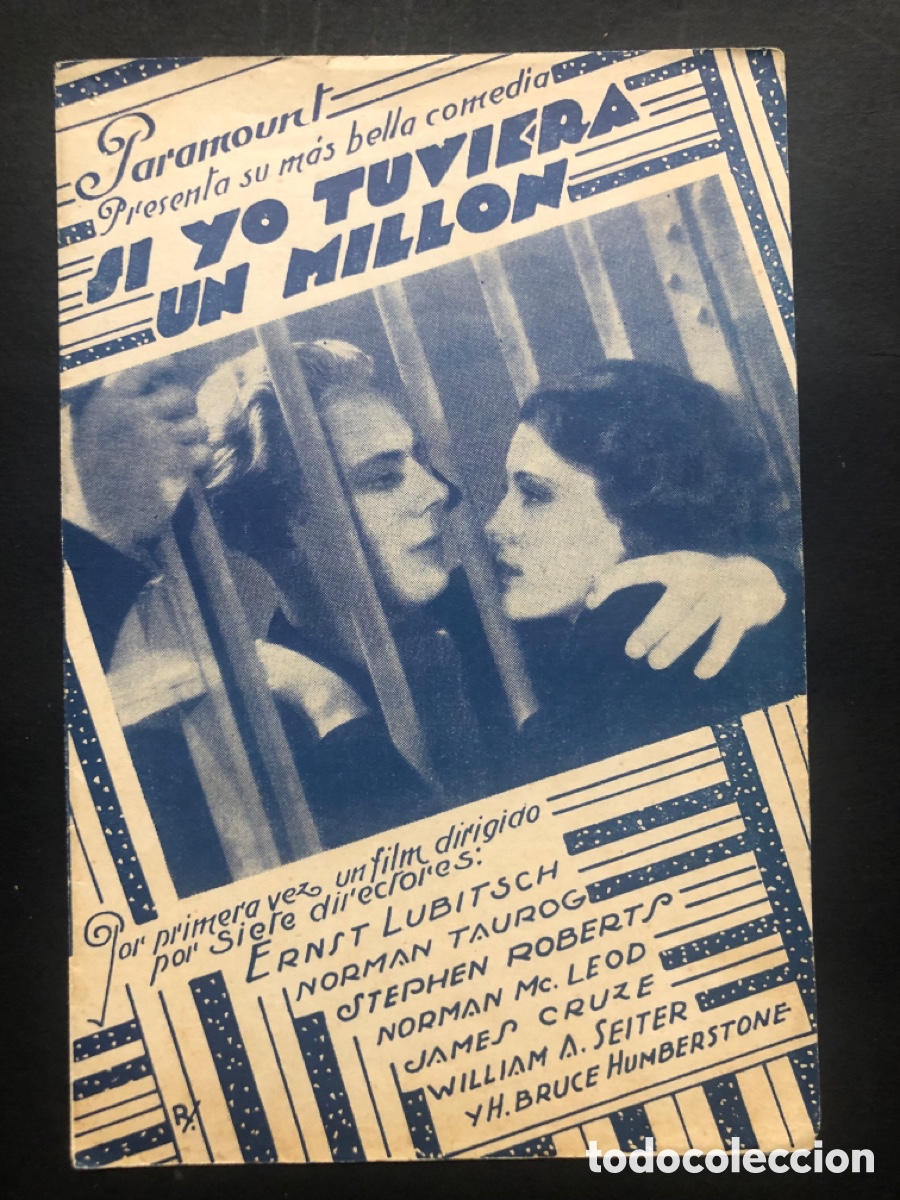 Paramount
Presenta su más bella comedia
SI YO TUVIERA
UN MILLON
Por primera vez un film dirigido
por siete directores:
ERNST LUBITSCH
NORMAN TAUROG
STEPHEN ROBERTS
NORMAN Mc. LEOD
JAMES CRUZE
WILLIAM A. SEITER
Y H. BRUCE HUMBERSTONE
todocoleccion